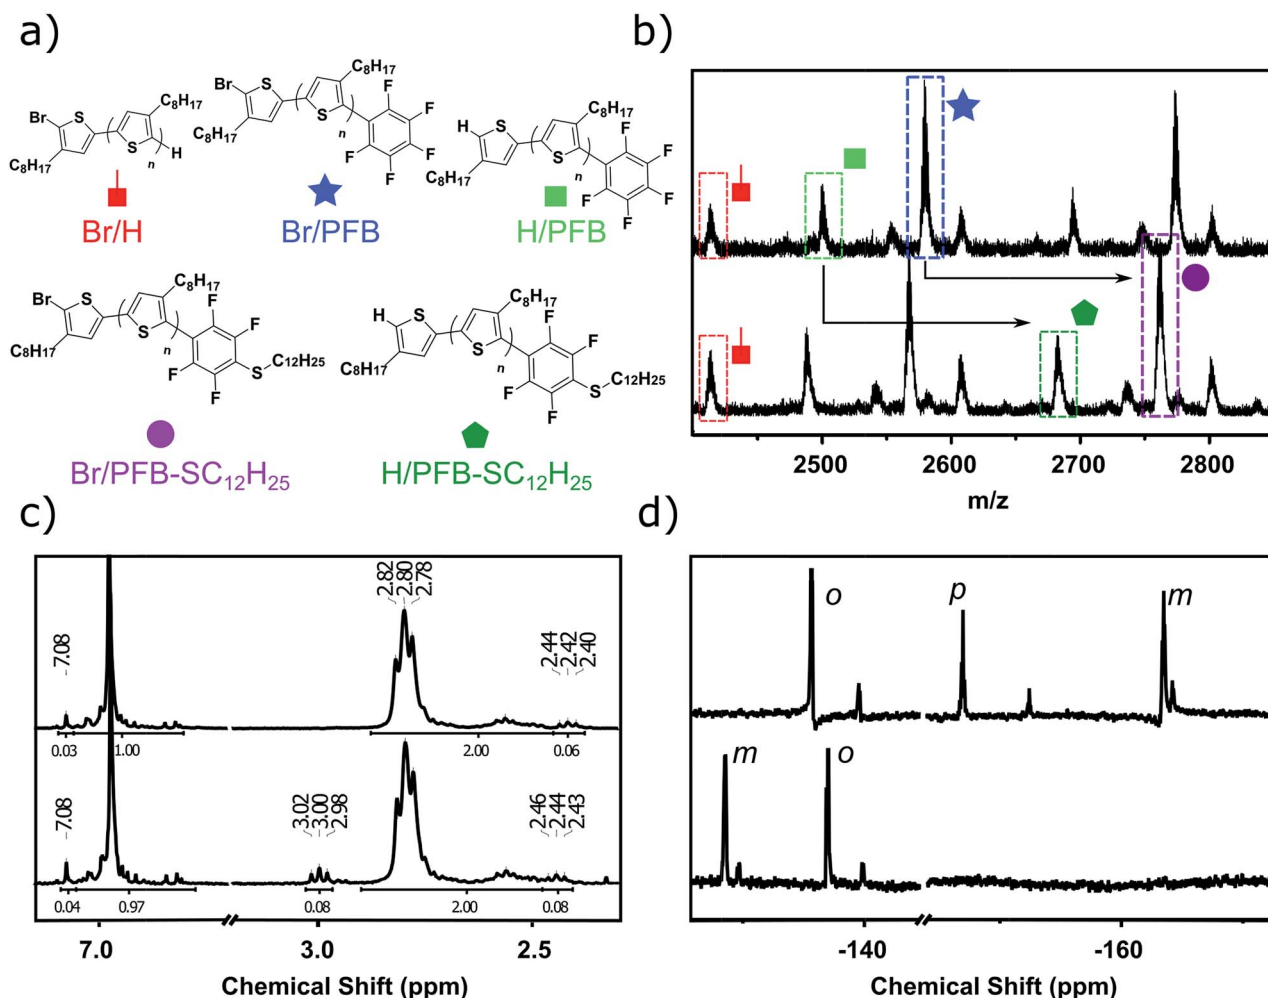 a)
Br
S
C8H17
C8H17
S
n
H
Br/H
Br
S
C8H17
C8H17
S
n
F
F
F
F
F
Br/PFB
H
S
C8H17
C8H17
S
n
F
F
F
F
F
H/PFB
Br
S
C8H17
C8H17
S
n
F
F
F
F
S
C12H25
Br/PFB-SC12H25
H
S
C8H17
C8H17
S
n
F
F
F
F
S
C12H25
H/PFB-SC12H25
b)
2500 2600 2700 2800
m/z
c)
7.08
2.82
2.80
2.78
2.44
2.42
2.40
0.03 1.00 2.00 0.06
7.08
3.02
3.00
2.98
2.46
2.44
2.43
0.04 0.97 0.08 2.00 0.08
7.0 3.0 2.5
Chemical Shift (ppm)
d)
o p m
m o
-140 -160
Chemical Shift (ppm)